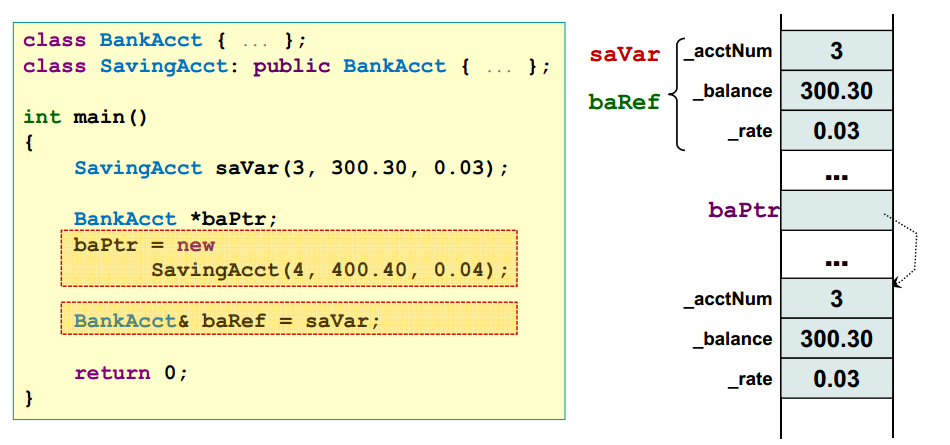 class BankAcct { ... };
class SavingAcct: public BankAcct { ... };
int main()
{
SavingAcct saVar(3, 300.30, 0.03);
BankAcct *baPtr;
baPtr = new
SavingAcct(4, 400.40, 0.04);
BankAcct& baRef = saVar;
return 0;
}
saVar
baRef
_acctNum 3
_balance 300.30
_rate 0.03
...
baPtr
...
_acctNum 3
_balance 300.30
_rate 0.03